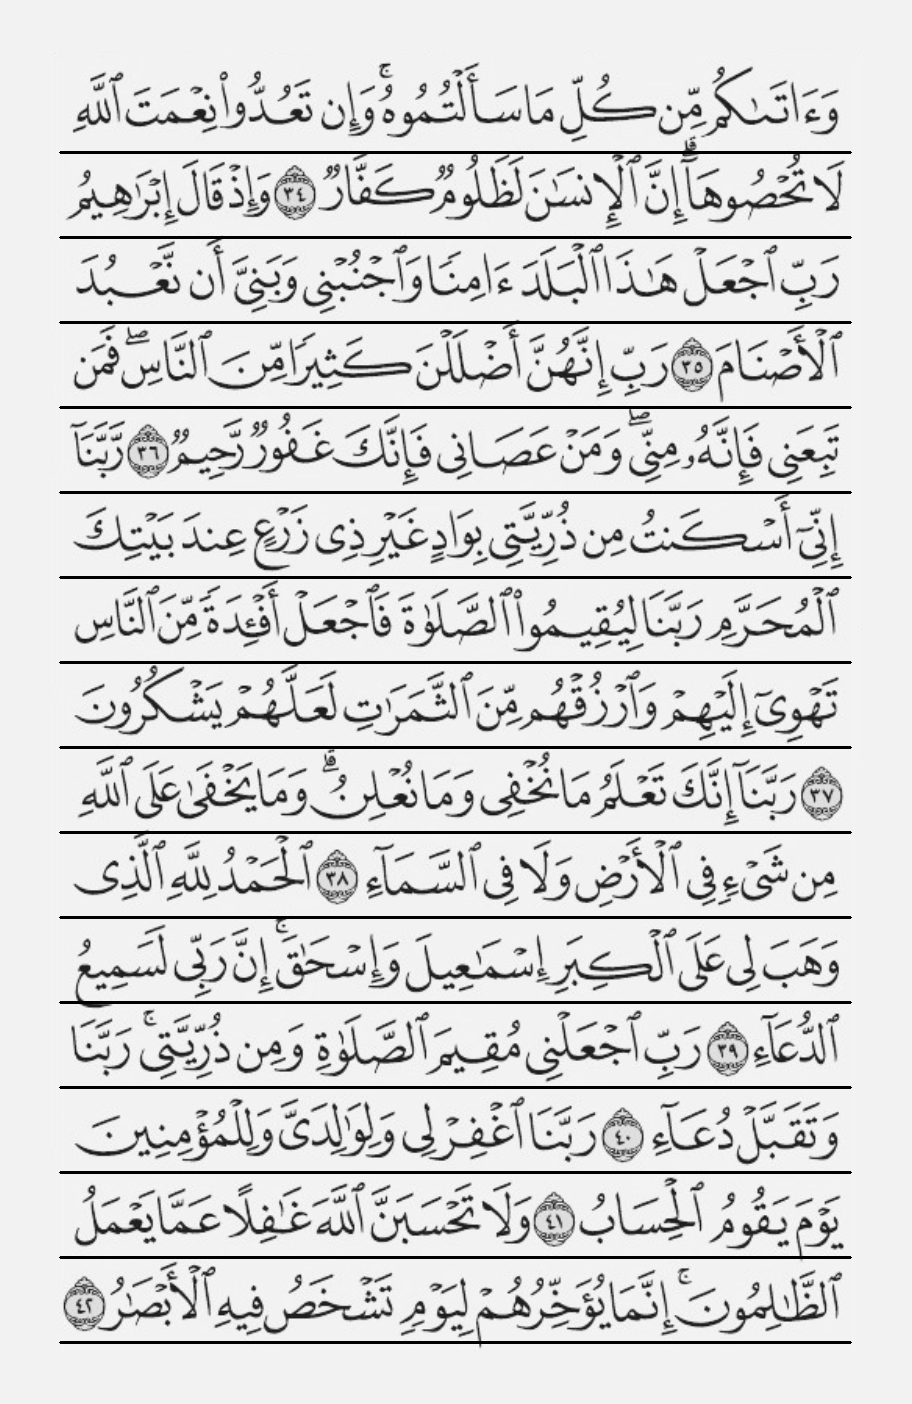 وَءَاتَىٰكُم مِّن كُلِّ مَا سَأَلْتُمُوهُ ۚ وَإِن تَعُدُّوا۟ نِعْمَتَ ٱللَّهِ
لَا تُحْصُوهَآ ۗ إِنَّ ٱلْإِنسَـٰنَ لَظَلُومٌ كَفَّارٌ ٣٤ وَإِذْ قَالَ إِبْرَٰهِيمُ
رَبِّ ٱجْعَلْ هَـٰذَا ٱلْبَلَدَ ءَامِنًا وَٱجْنُبْنِى وَبَنِىَّ أَن نَّعْبُدَ
ٱلْأَصْنَامَ ٣٥ رَبِّ إِنَّهُنَّ أَضْلَلْنَ كَثِيرًا مِّنَ ٱلنَّاسِ ۖ فَمَن
تَبِعَنِى فَإِنَّهُۥ مِنِّى ۖ وَمَنْ عَصَانِى فَإِنَّكَ غَفُورٌ رَّحِيمٌ ٣٦ رَّبَّنَآ
إِنِّىٓ أَسْكَنتُ مِن ذُرِّيَّتِى بِوَادٍ غَيْرِ ذِى زَرْعٍ عِندَ بَيْتِكَ
ٱلْمُحَرَّمِ رَبَّنَا لِيُقِيمُوا۟ ٱلصَّلَوٰةَ فَٱجْعَلْ أَفْـِٔدَةً مِّنَ ٱلنَّاسِ
تَهْوِىٓ إِلَيْهِمْ وَٱرْزُقْهُم مِّنَ ٱلثَّمَرَٰتِ لَعَلَّهُمْ يَشْكُرُونَ
٣٧ رَبَّنَآ إِنَّكَ تَعْلَمُ مَا نُخْفِى وَمَا نُعْلِنُ ۗ وَمَا يَخْفَىٰ عَلَى ٱللَّهِ
مِن شَىْءٍ فِى ٱلْأَرْضِ وَلَا فِى ٱلسَّمَآءِ ٣٨ ٱلْحَمْدُ لِلَّهِ ٱلَّذِى
وَهَبَ لِى عَلَى ٱلْكِبَرِ إِسْمَـٰعِيلَ وَإِسْحَـٰقَ ۚ إِنَّ رَبِّى لَسَمِيعُ
ٱلدُّعَآءِ ٣٩ رَبِّ ٱجْعَلْنِى مُقِيمَ ٱلصَّلَوٰةِ وَمِن ذُرِّيَّتِى ۚ رَبَّنَا
وَتَقَبَّلْ دُعَآءِ ٤٠ رَبَّنَا ٱغْفِرْ لِى وَلِوَٰلِدَىَّ وَلِلْمُؤْمِنِينَ
يَوْمَ يَقُومُ ٱلْحِسَابُ ٤١ وَلَا تَحْسَبَنَّ ٱللَّهَ غَـٰفِلًا عَمَّا يَعْمَلُ
ٱلظَّـٰلِمُونَ ۚ إِنَّمَا يُؤَخِّرُهُمْ لِيَوْمٍ تَشْخَصُ فِيهِ ٱلْأَبْصَـٰرُ ٤٢